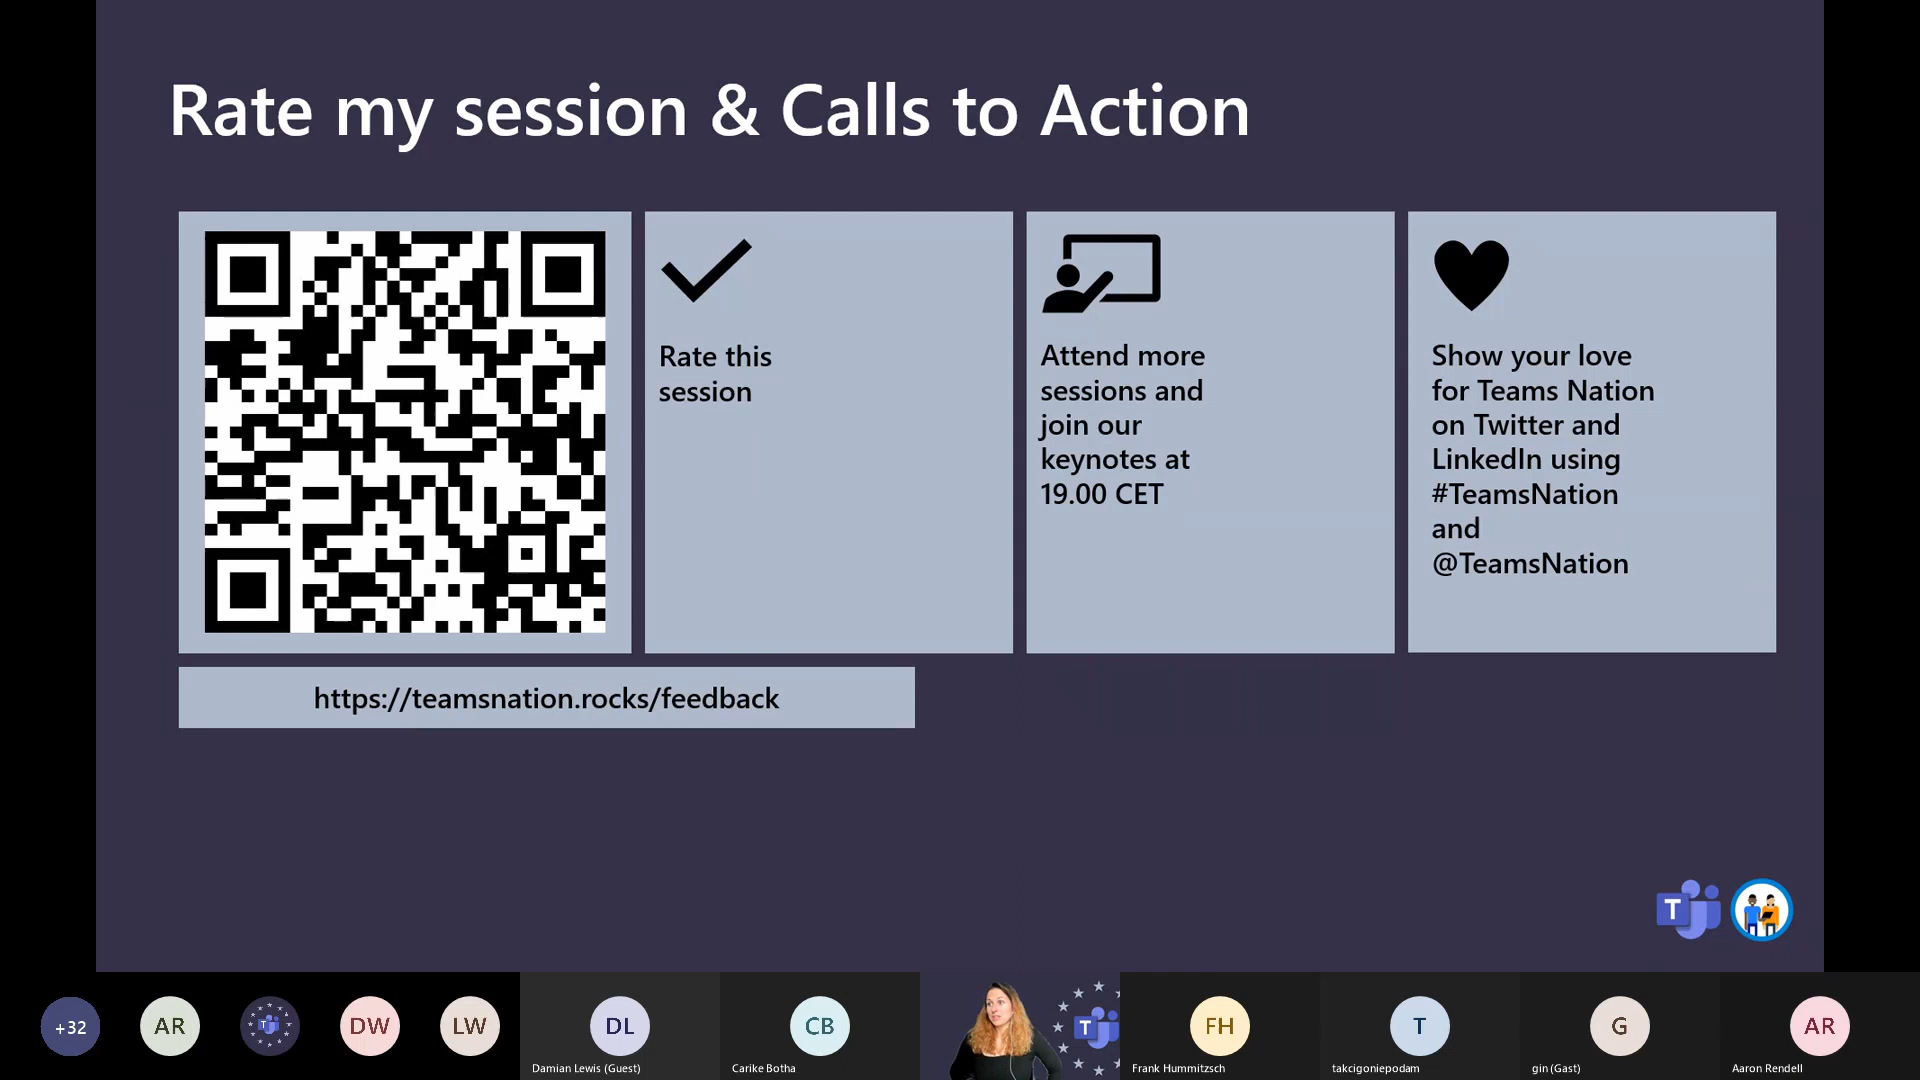 Rate my session & Calls to Action
Rate this
session
Attend more
sessions and
join our
keynotes at
19.00 CET
Show your love
for Teams Nation
on Twitter and
LinkedIn using
#TeamsNation
and
@TeamsNation
https://teamsnation.rocks/feedback
T
+32
AR
T
DW
LW
DL
Damian Lewis (Guest)
CB
Carike Botha
T
FH
Frank Hummitzsch
T
takcigoniepodam
G
gin (Gast)
AR
Aaron Rendell